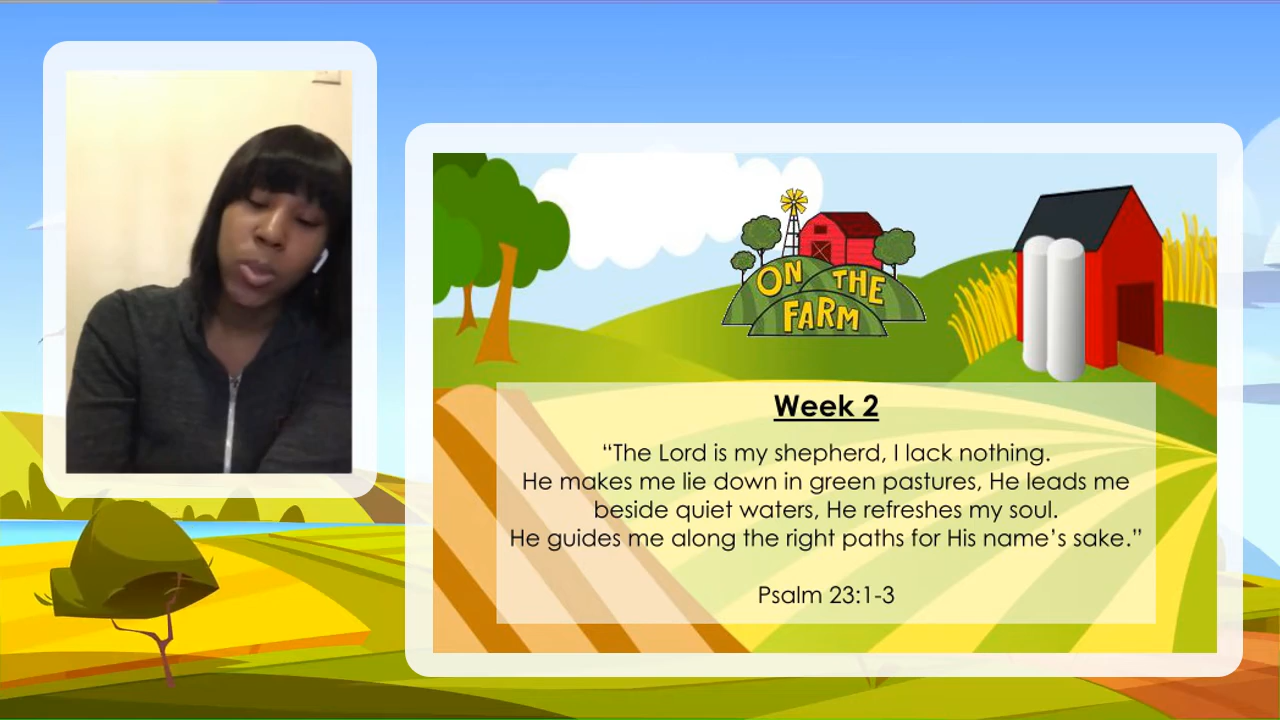 ON THE
FARM
Week 2
“The Lord is my shepherd, I lack nothing.
He makes me lie down in green pastures, He leads me
beside quiet waters, He refreshes my soul.
He guides me along the right paths for His name’s sake.”
Psalm 23:1-3